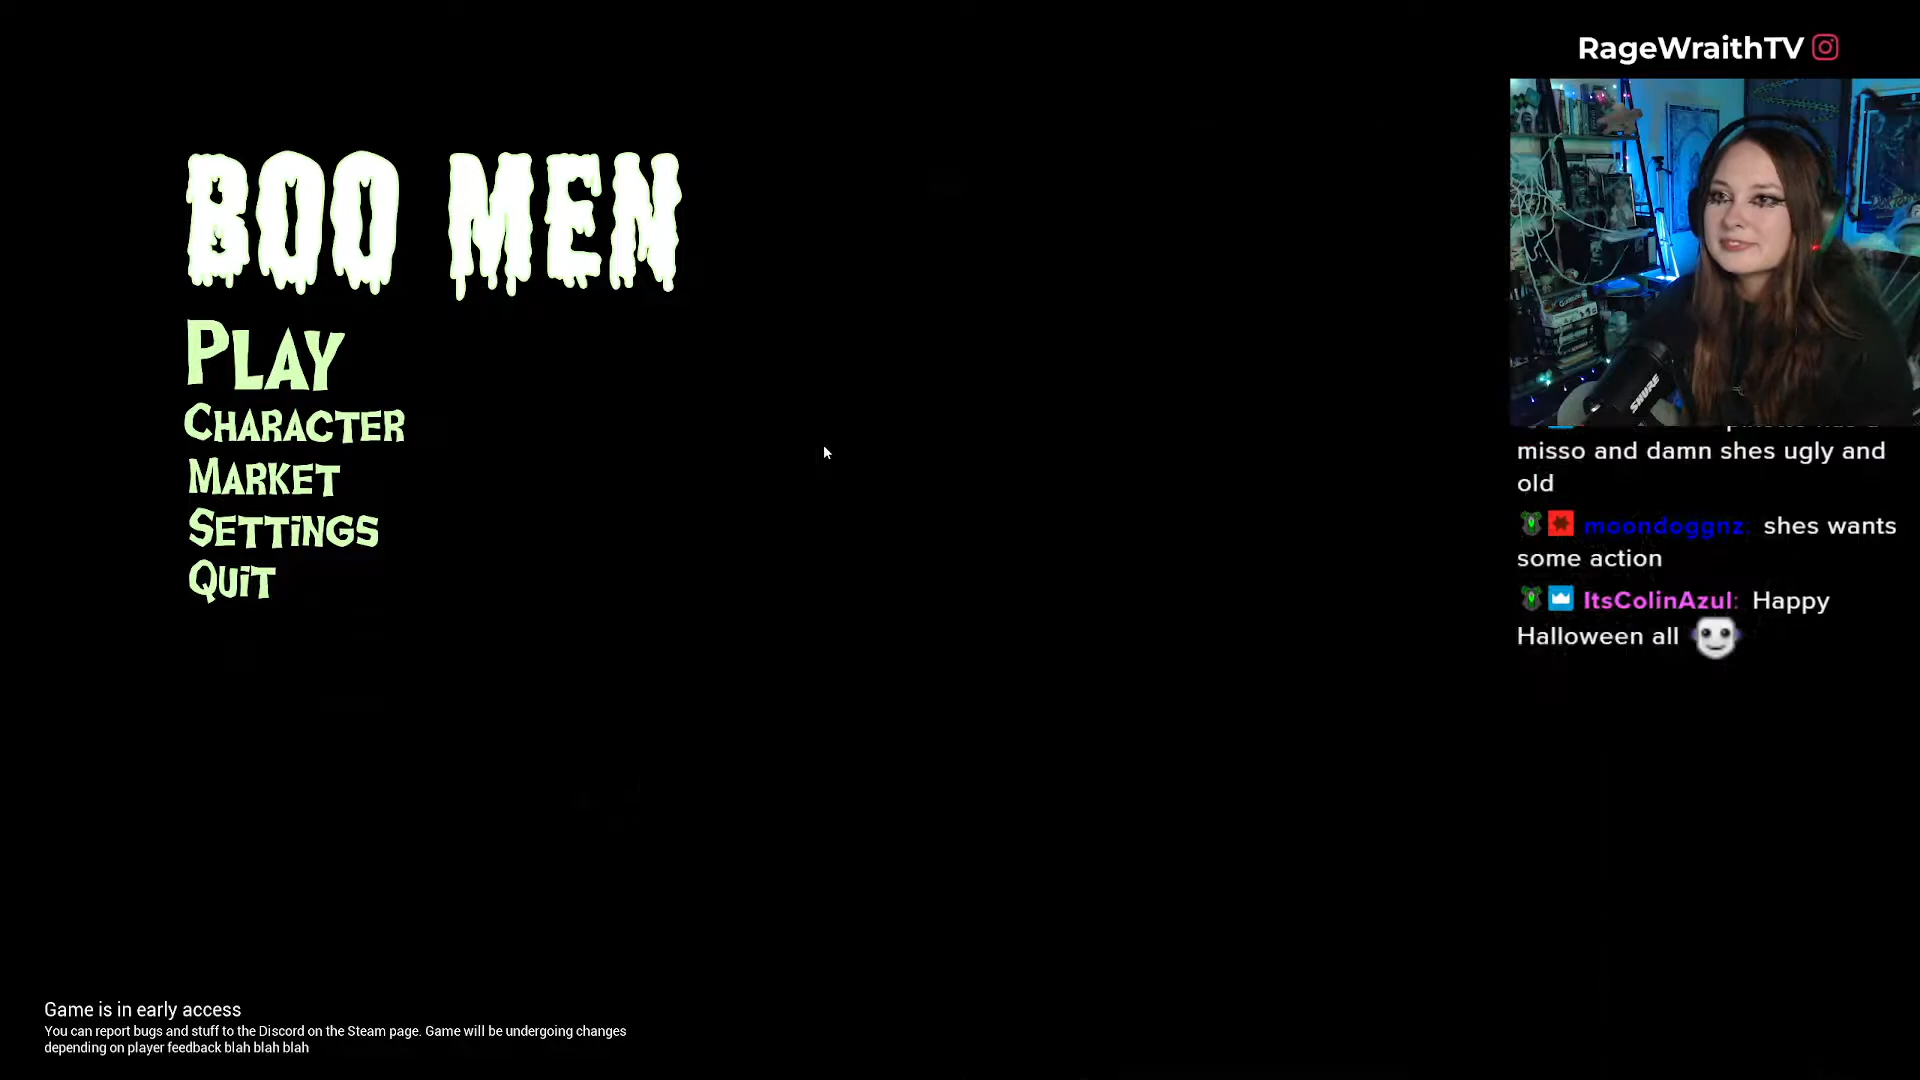 RageWraithTV
BOO MEN
PLAY
CHARACTER
MARKET
SETTINGS
QUIT
SHURE
misso and damn shes ugly and
old
moondoggnz: shes wants
some action
ItsColinAzul: Happy
Halloween all
Game is in early access
You can report bugs and stuff to the Discord on the Steam page. Game will be undergoing changes
depending on player feedback blah blah blah